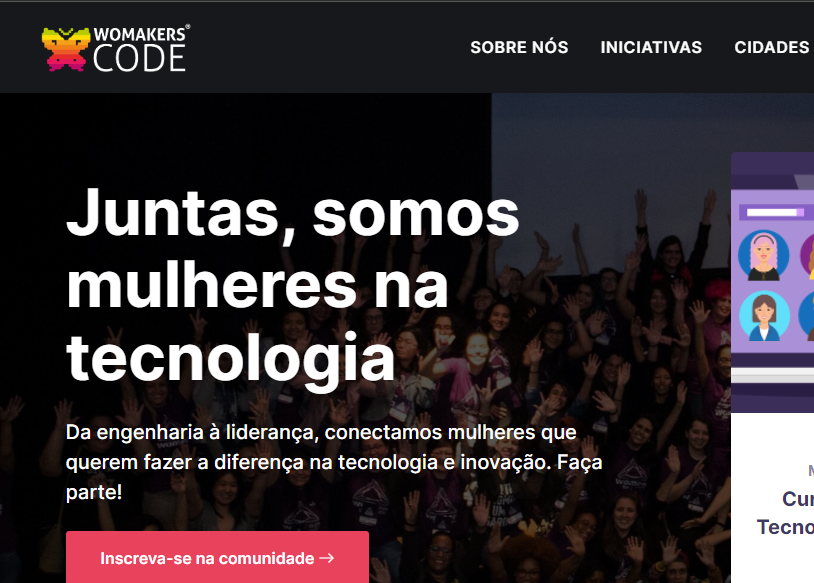 WOMAKERS®
CODE
SOBRE NÓS INICIATIVAS CIDADES
Juntas, somos
mulheres na
tecnologia
Da engenharia à liderança, conectamos mulheres que
querem fazer a diferença na tecnologia e inovação. Faça
parte!
Inscreva-se na comunidade →
Cur
Tecno